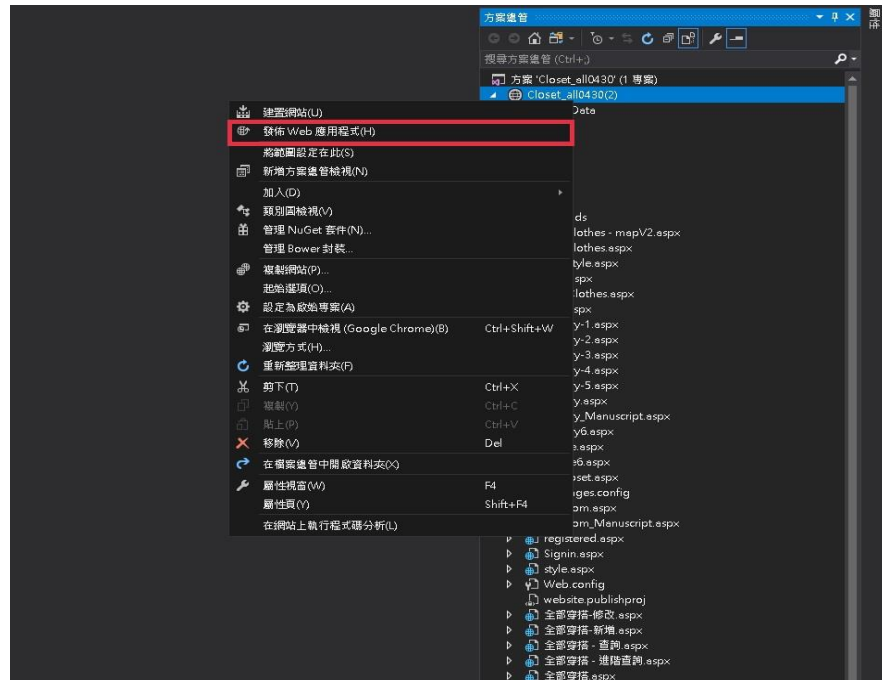 方案總管
屬性
搜尋方案總管 (Ctrl+;)
方案 'Closet_all0430' (1 專案)
Closet_all0430(2)
Data
建置網站(U)
發佈 Web 應用程式(H)
將範圍設定在此(S)
新增方案總管檢視(N)
加入(D)
類別圖檢視(V)
管理 NuGet 套件(N)...
管理 Bower 封裝...
複製網站(P)...
起始選項(O)...
設定為啟始專案(A)
在瀏覽器中檢視 (Google Chrome)(B) Ctrl+Shift+W
瀏覽方式(H)...
重新整理資料夾(F)
剪下(T) Ctrl+X
複製(Y) Ctrl+C
貼上(P) Ctrl+V
移除(V) Del
在檔案總管中開啟資料夾(X)
屬性視窗(W) F4
屬性頁(Y) Shift+F4
在網站上執行程式碼分析(L)
ds
lothes - mapV2.aspx
lothes.aspx
tyle.aspx
spx
lothes.aspx
spx
y-1.aspx
y-2.aspx
y-3.aspx
y-4.aspx
y-5.aspx
y.aspx
y_Manuscript.aspx
y6.aspx
e.aspx
e6.aspx
oset.aspx
ges.config
om.aspx
om_Manuscript.aspx
registered.aspx
Signin.aspx
style.aspx
Web.config
website.publishproj
全部穿搭-修改.aspx
全部穿搭-新增.aspx
全部穿搭 - 查詢.aspx
全部穿搭 - 進階查詢.aspx
全部穿搭.aspx